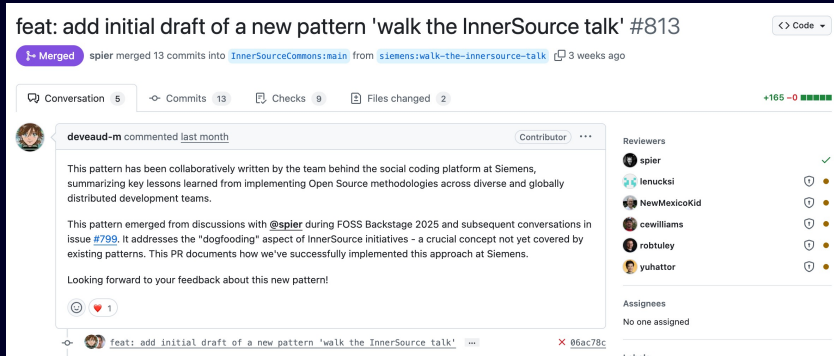 feat: add initial draft of a new pattern 'walk the InnerSource talk' #813
<> Code
Merged spier merged 13 commits into InnerSourceCommons:main from siemens:walk-the-innersource-talk 3 weeks ago
Conversation 5 Commits 13 Checks 9 Files changed 2 +165 −0
deveaud-m commented last month Contributor ...
This pattern has been collaboratively written by the team behind the social coding platform at Siemens,
summarizing key lessons learned from implementing Open Source methodologies across diverse and globally
distributed development teams.
This pattern emerged from discussions with @spier during FOSS Backstage 2025 and subsequent conversations in
issue #799. It addresses the "dogfooding" aspect of InnerSource initiatives - a crucial concept not yet covered by
existing patterns. This PR documents how we've successfully implemented this approach at Siemens.
Looking forward to your feedback about this new pattern!
1
feat: add initial draft of a new pattern 'walk the InnerSource talk' ... 06ac78c
Reviewers
spier
lenucksi
NewMexicoKid
cewilliams
robtuley
yuhattor
Assignees
No one assigned